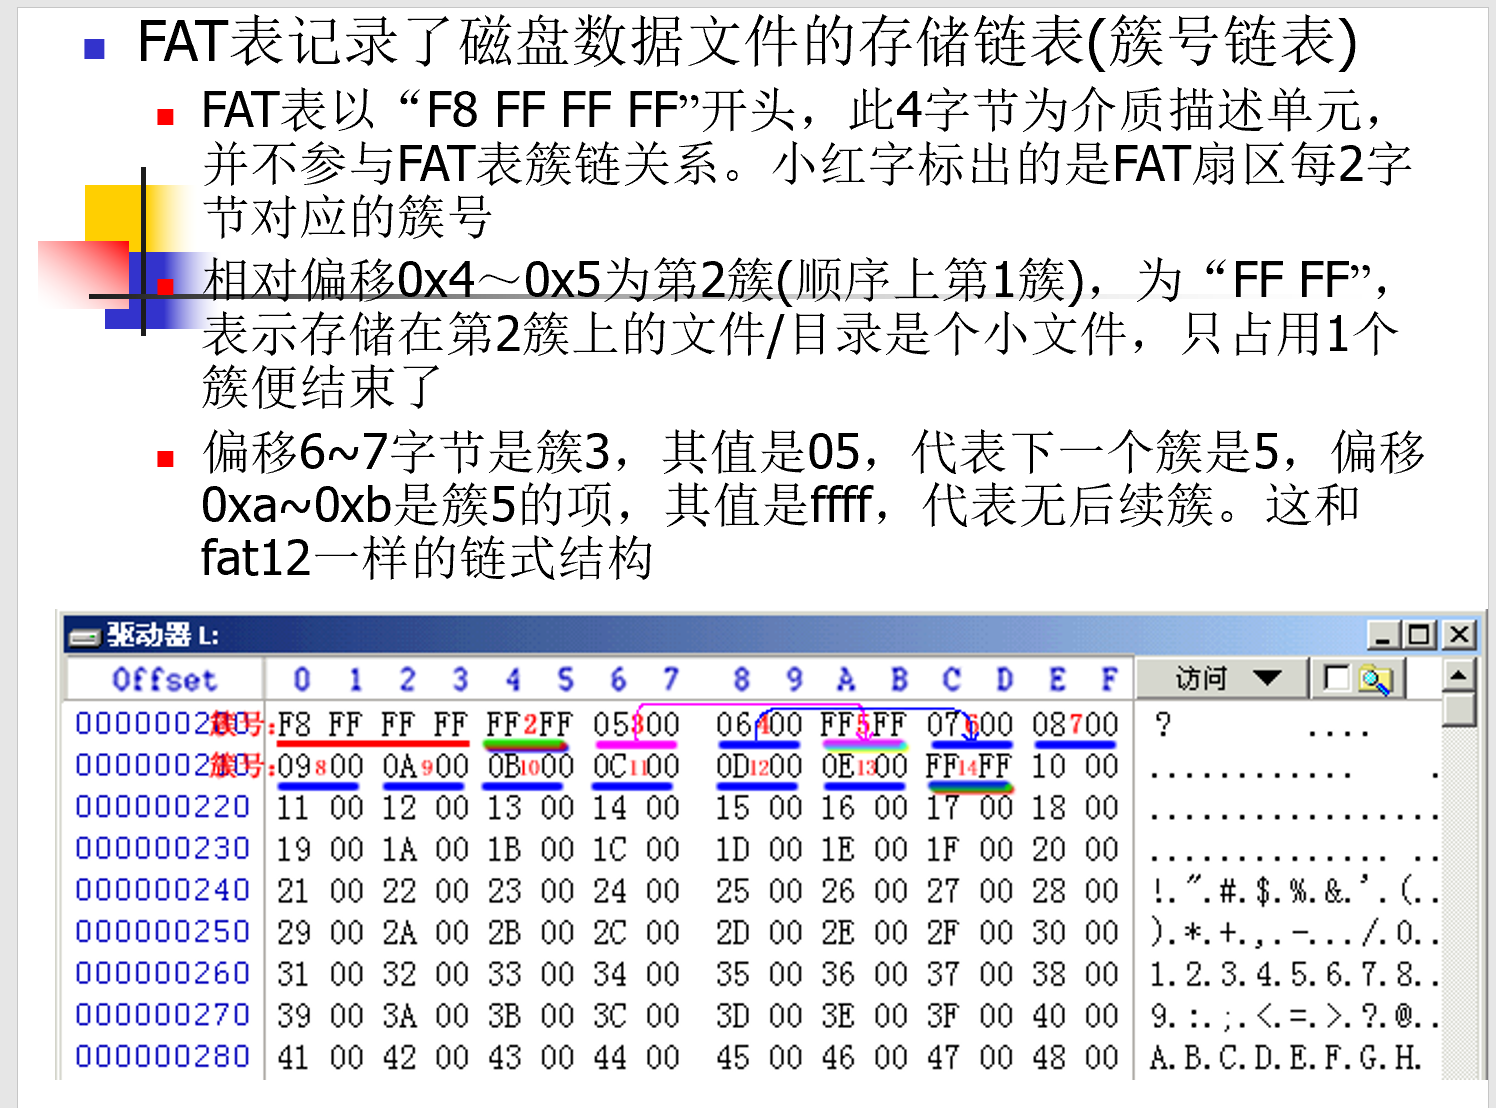 FAT表记录了磁盘数据文件的存储链表(簇号链表)
FAT表以“F8 FF FF FF”开头，此4字节为介质描述单元，
并不参与FAT表簇链关系。小红字标出的是FAT扇区每2字
节对应的簇号
相对偏移0x4～0x5为第2簇(顺序上第1簇)，为“FF FF”，
表示存储在第2簇上的文件/目录是个小文件，只占用1个
簇便结束了
偏移6~7字节是簇3，其值是05，代表下一个簇是5，偏移
0xa~0xb是簇5的项，其值是ffff，代表无后续簇。这和
fat12一样的链式结构
驱动器 L:
Offset 0 1 2 3 4 5 6 7 8 9 A B C D E F 访问
簇号: F8 FF FF FF FF 2 FF 05 3 00 06 4 00 FF 5 FF 07 6 00 08 7 00 ? ....
簇号: 09 8 00 0A 9 00 0B 10 00 0C 11 00 0D 12 00 0E 13 00 FF 14 FF 10 00 ............ .
000000220 11 00 12 00 13 00 14 00 15 00 16 00 17 00 18 00 ................
000000230 19 00 1A 00 1B 00 1C 00 1D 00 1E 00 1F 00 20 00 .............. ..
000000240 21 00 22 00 23 00 24 00 25 00 26 00 27 00 28 00 !.".#.$.%.&.'.(..
000000250 29 00 2A 00 2B 00 2C 00 2D 00 2E 00 2F 00 30 00 ).*.+.,.-.../.0..
000000260 31 00 32 00 33 00 34 00 35 00 36 00 37 00 38 00 1.2.3.4.5.6.7.8..
000000270 39 00 3A 00 3B 00 3C 00 3D 00 3E 00 3F 00 40 00 9.:.;.<.=.>.?.@..
000000280 41 00 42 00 43 00 44 00 45 00 46 00 47 00 48 00 A.B.C.D.E.F.G.H.